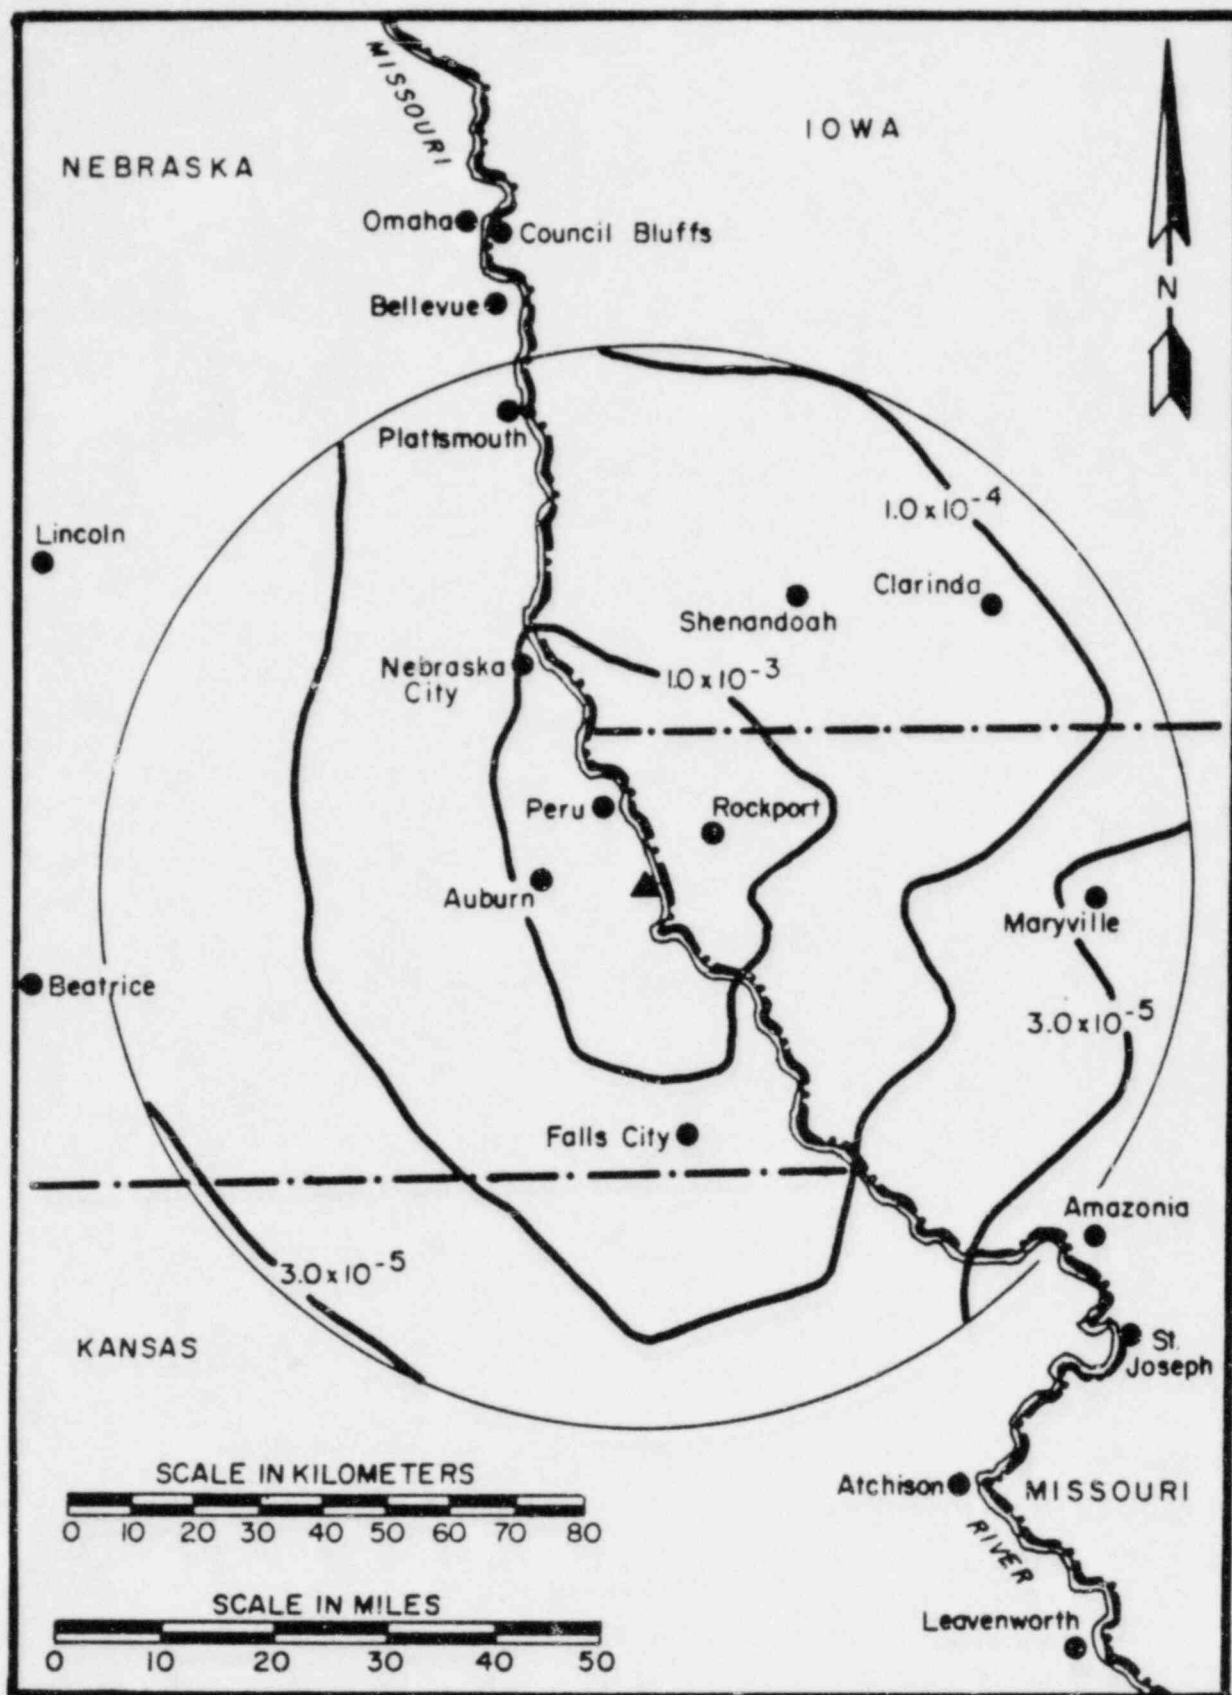 MISSOURI
IOWA
NEBRASKA
Omaha
Council Bluffs
Bellevue
N
Plattsmouth
1.0 x 10⁻⁴
Lincoln
Clarinda
Shenandoah
Nebraska
City
1.0 x 10⁻³
Peru
Rockport
Auburn
Maryville
Beatrice
3.0 x 10⁻⁵
Falls City
Amazonia
3.0 x 10⁻⁵
KANSAS
St.
Joseph
SCALE IN KILOMETERS
0 10 20 30 40 50 60 70 80
Atchison
MISSOURI
RIVER
SCALE IN MILES
0 10 20 30 40 50
Leavenworth